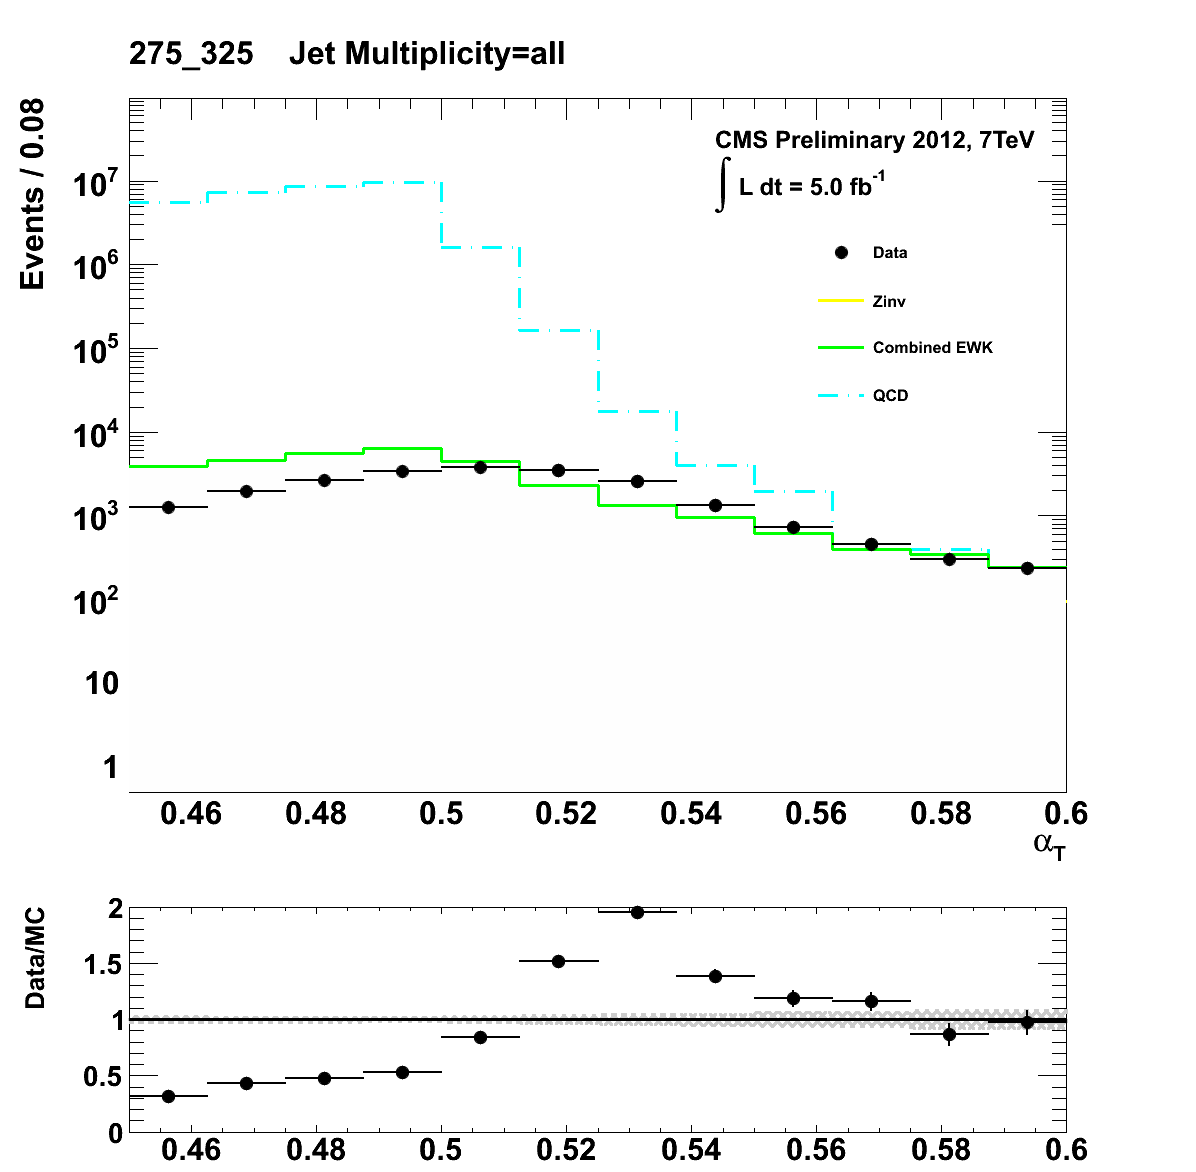 275_325 Jet Multiplicity=all
Events / 0.08
CMS Preliminary 2012, 7TeV
∫ L dt = 5.0 fb⁻¹
Data
Zinv
Combined EWK
QCD
10⁷
10⁶
10⁵
10⁴
10³
10²
10
1
0.46 0.48 0.5 0.52 0.54 0.56 0.58 0.6
α_T
Data/MC
2
1.5
1
0.5
0
0.46 0.48 0.5 0.52 0.54 0.56 0.58 0.6